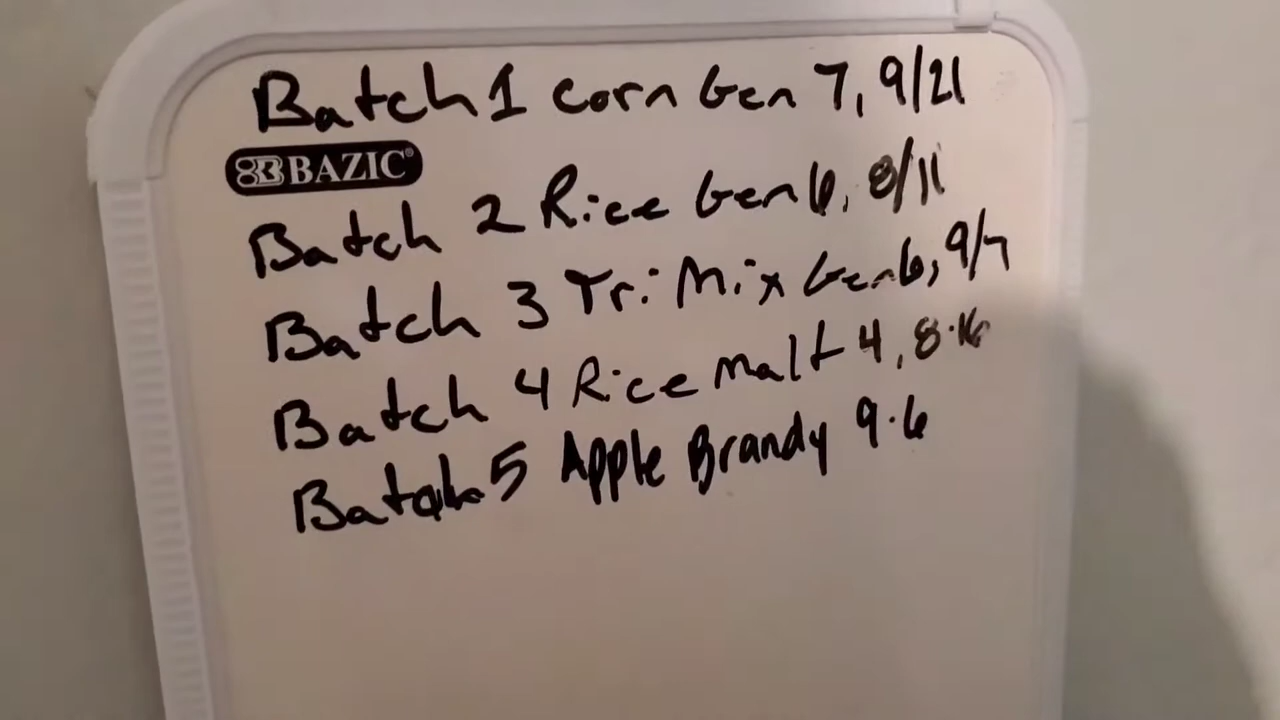 Batch 1 corn Gen 7, 9/21
BAZIC
Batch 2 Rice Gen 6, 8/11
Batch 3 Tri Mix Gen 6, 9/7
Batch 4 Rice Malt 4, 8.16
Batch 5 Apple Brandy 9.6